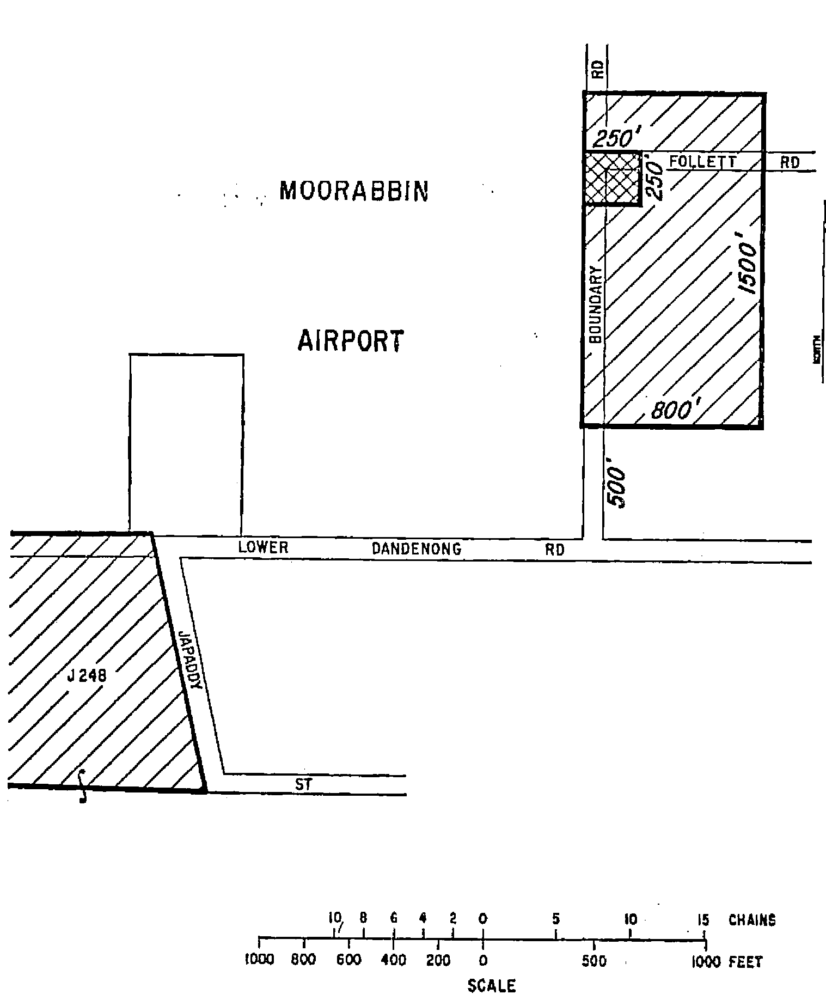 RD
250'
250'
FOLLETT RD
MOORABBIN
1500'
BOUNDARY
AIRPORT
NORTH
800'
500'
LOWER DANDENONG RD
JAPADDY
J 248
ST
10 8 6 4 2 0 5 10 15 CHAINS
1000 800 600 400 200 0 500 1000 FEET
SCALE